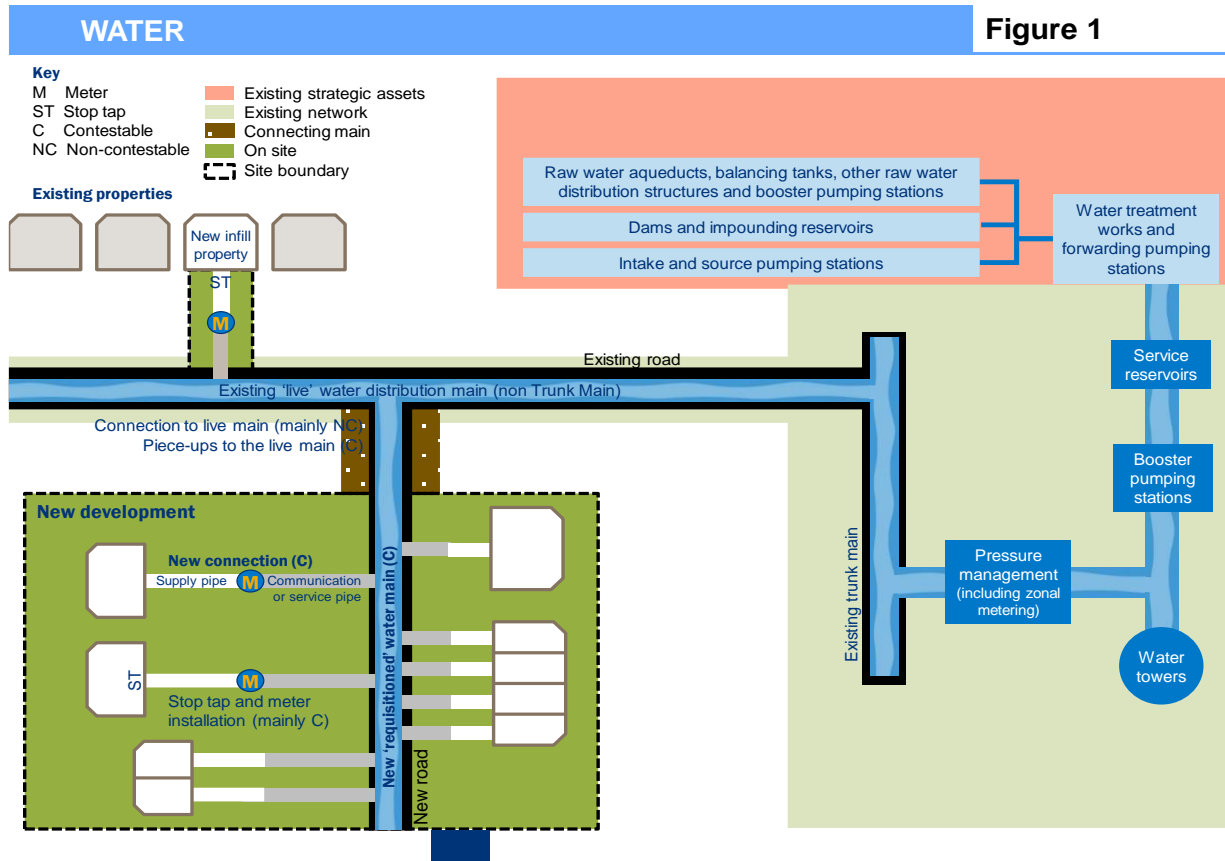 WATER
Figure 1
Key
M Meter
ST Stop tap
C Contestable
NC Non-contestable
Existing strategic assets
Existing network
Connecting main
On site
Site boundary
Existing properties
New infill
property
ST
M
Raw water aqueducts, balancing tanks, other raw water
distribution structures and booster pumping stations
Dams and impounding reservoirs
Intake and source pumping stations
Water treatment
works and
forwarding pumping
stations
Existing road
Existing ‘live’ water distribution main (non Trunk Main)
Service
reservoirs
Connection to live main (mainly NC)
Piece-ups to the live main (C)
Booster
pumping
stations
New development
New connection (C)
Supply pipe
M
Communication
or service pipe
ST
M
Stop tap and meter
installation (mainly C)
New ‘requisitioned’ water main (C)
New road
Existing trunk main
Pressure
management
(including zonal
metering)
Water
towers